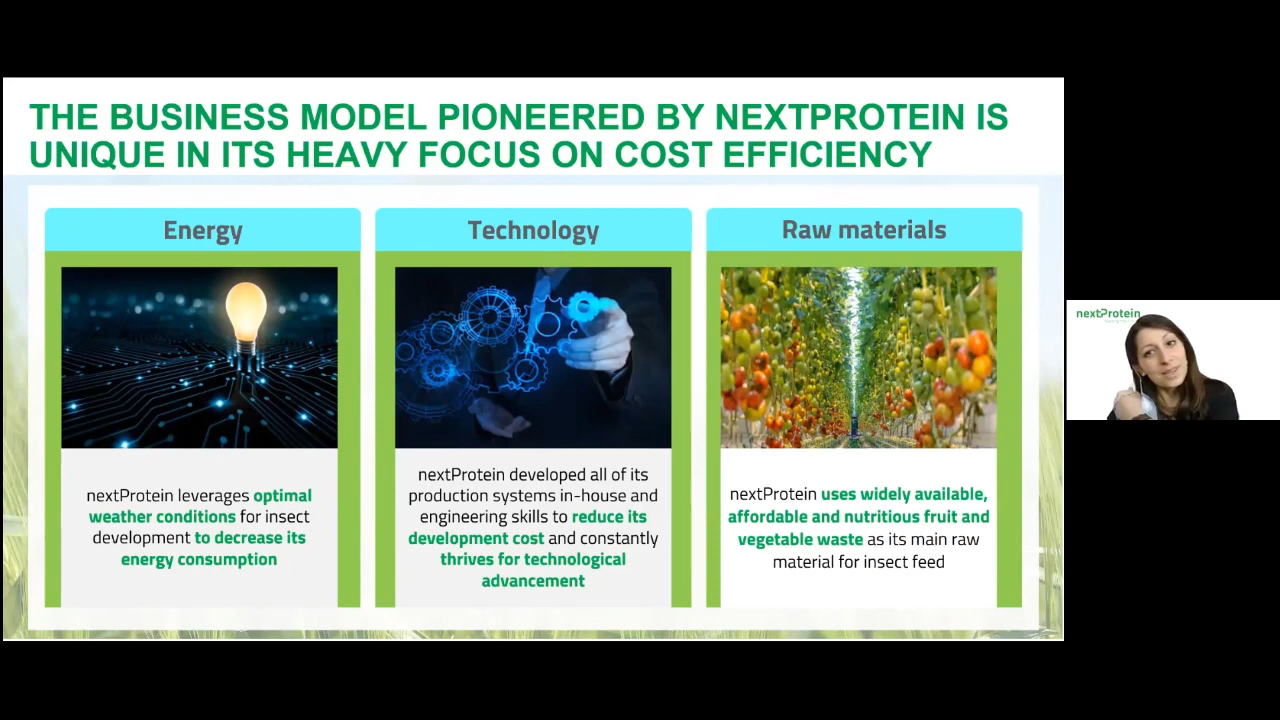 THE BUSINESS MODEL PIONEERED BY NEXTPROTEIN IS
UNIQUE IN ITS HEAVY FOCUS ON COST EFFICIENCY
Energy
nextProtein leverages optimal
weather conditions for insect
development to decrease its
energy consumption
Technology
nextProtein developed all of its
production systems in-house and
engineering skills to reduce its
development cost and constantly
thrives for technological
advancement
Raw materials
nextProtein uses widely available,
affordable and nutritious fruit and
vegetable waste as its main raw
material for insect feed
nextProtein